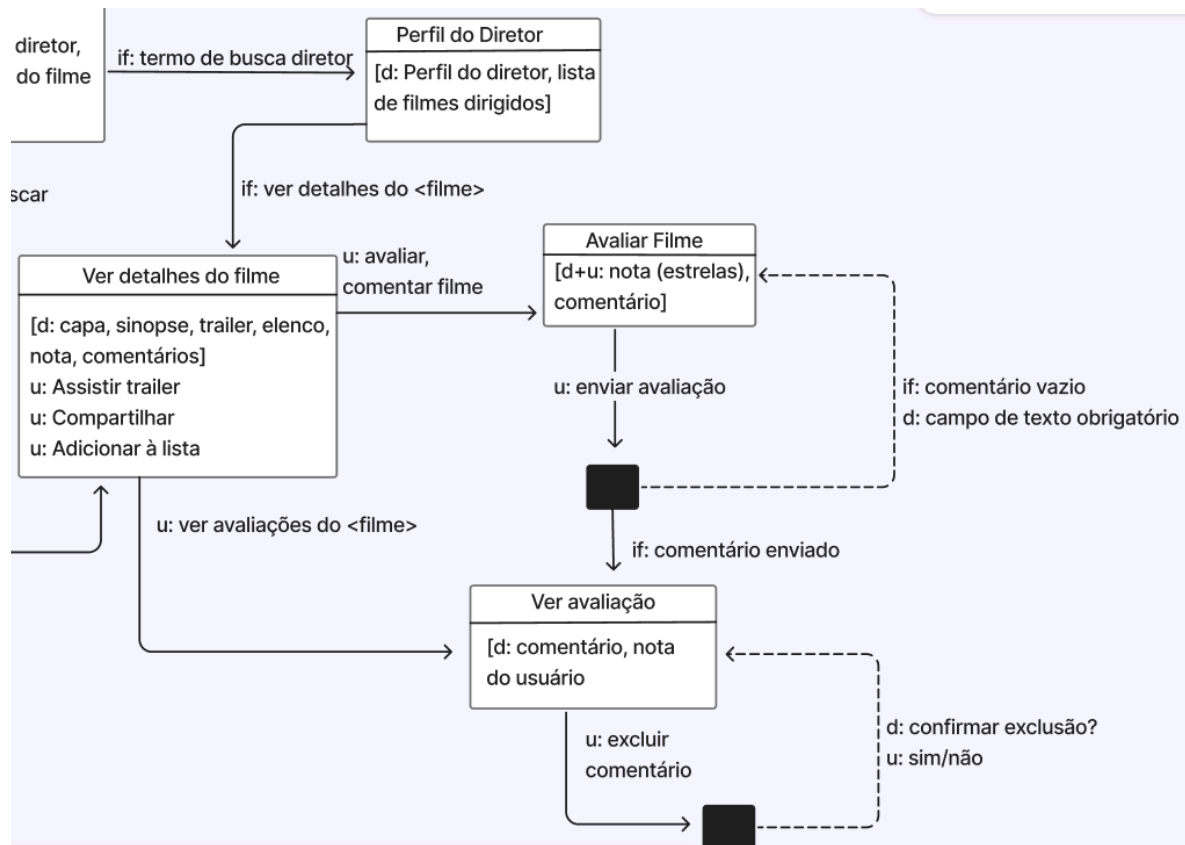 diretor,
do filme
if: termo de busca diretor
Perfil do Diretor
[d: Perfil do diretor, lista
de filmes dirigidos]
scar
if: ver detalhes do <filme>
Ver detalhes do filme
[d: capa, sinopse, trailer, elenco,
nota, comentários]
u: Assistir trailer
u: Compartilhar
u: Adicionar à lista
u: avaliar,
comentar filme
Avaliar Filme
[d+u: nota (estrelas),
comentário]
u: enviar avaliação
if: comentário vazio
d: campo de texto obrigatório
u: ver avaliações do <filme>
if: comentário enviado
Ver avaliação
[d: comentário, nota
do usuário
u: excluir
comentário
d: confirmar exclusão?
u: sim/não